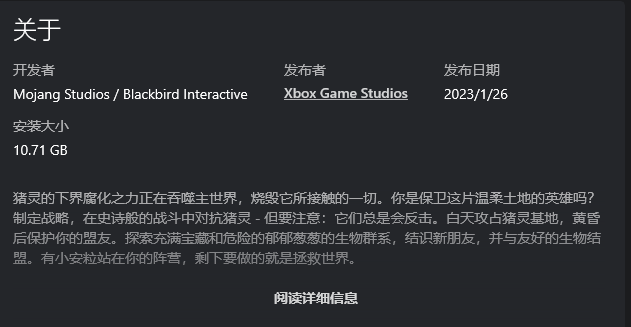 关于
开发者
发布者
发布日期
Mojang Studios / Blackbird Interactive
Xbox Game Studios
2023/1/26
安装大小
10.71 GB
猪灵的下界腐化之力正在吞噬主世界，烧毁它所接触的一切。你是保卫这片温柔土地的英雄吗?
制定战略，在史诗般的战斗中对抗猪灵 - 但要注意：它们总是会反击。白天攻占猪灵基地，黄昏
后保护你的盟友。探索充满宝藏和危险的郁郁葱葱的生物群系，结识新朋友，并与友好的生物结
盟。有小安粒站在你的阵营，剩下要做的就是拯救世界。
阅读详细信息